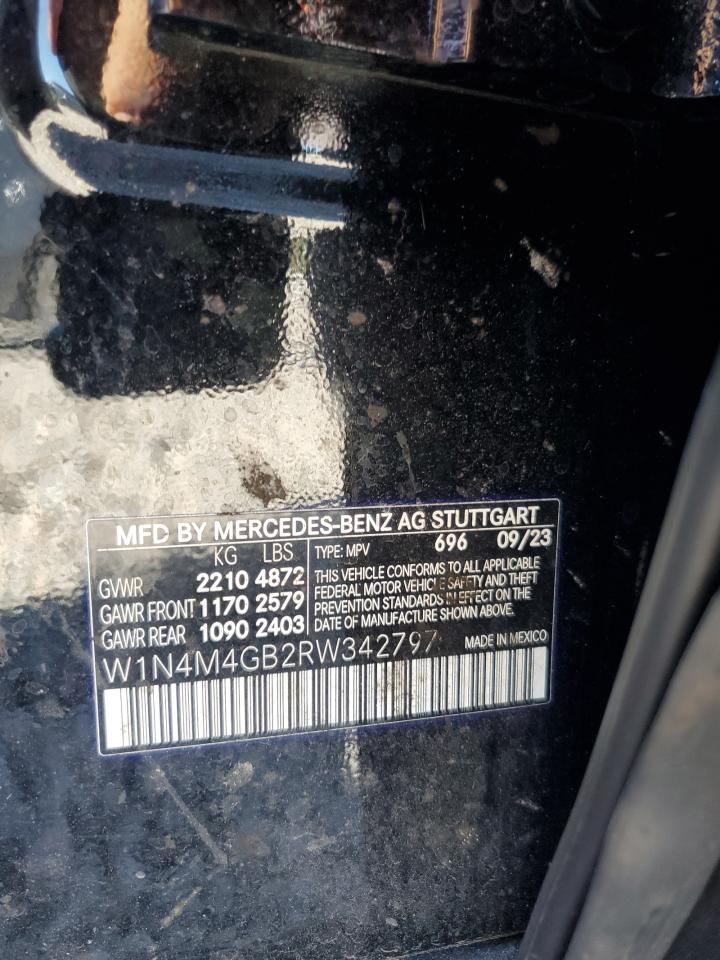 MFD BY MERCEDES-BENZ AG STUTTGART
KG LBS
GVWR 2210 4872
GAWR FRONT 1170 2579
GAWR REAR 1090 2403
TYPE: MPV 696 09/23
THIS VEHICLE CONFORMS TO ALL APPLICABLE
FEDERAL MOTOR VEHICLE SAFETY AND THEFT
PREVENTION STANDARDS IN EFFECT ON THE
DATE OF MANUFACTURE SHOWN ABOVE.
W1N4M4GB2RW342797 MADE IN MEXICO